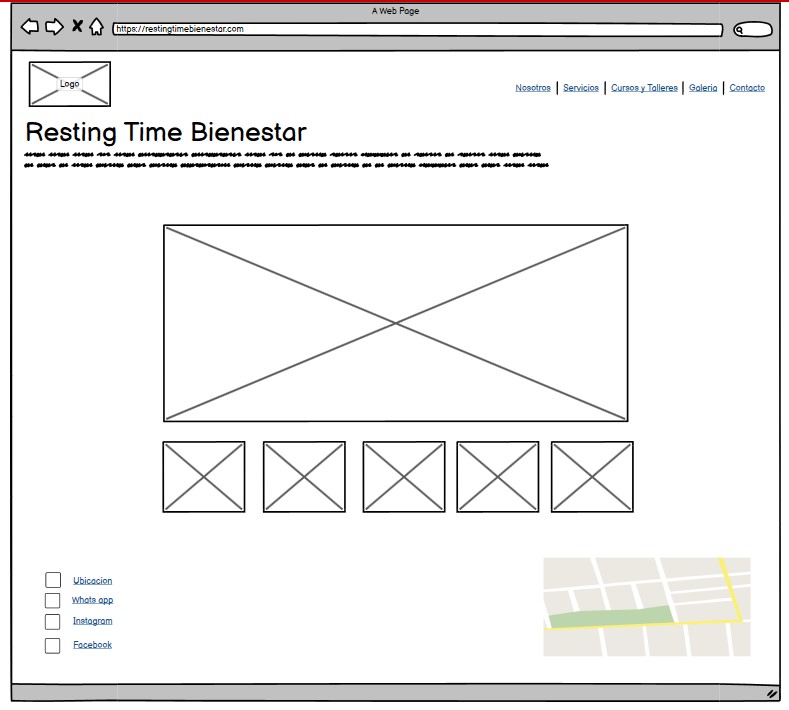 A Web Page
https://restingtimebienestar.com
Logo
Nosotros | Servicios | Cursos y Talleres | Galeria | Contacto
Resting Time Bienestar
Ubicacion
Whats app
Instagram
Facebook